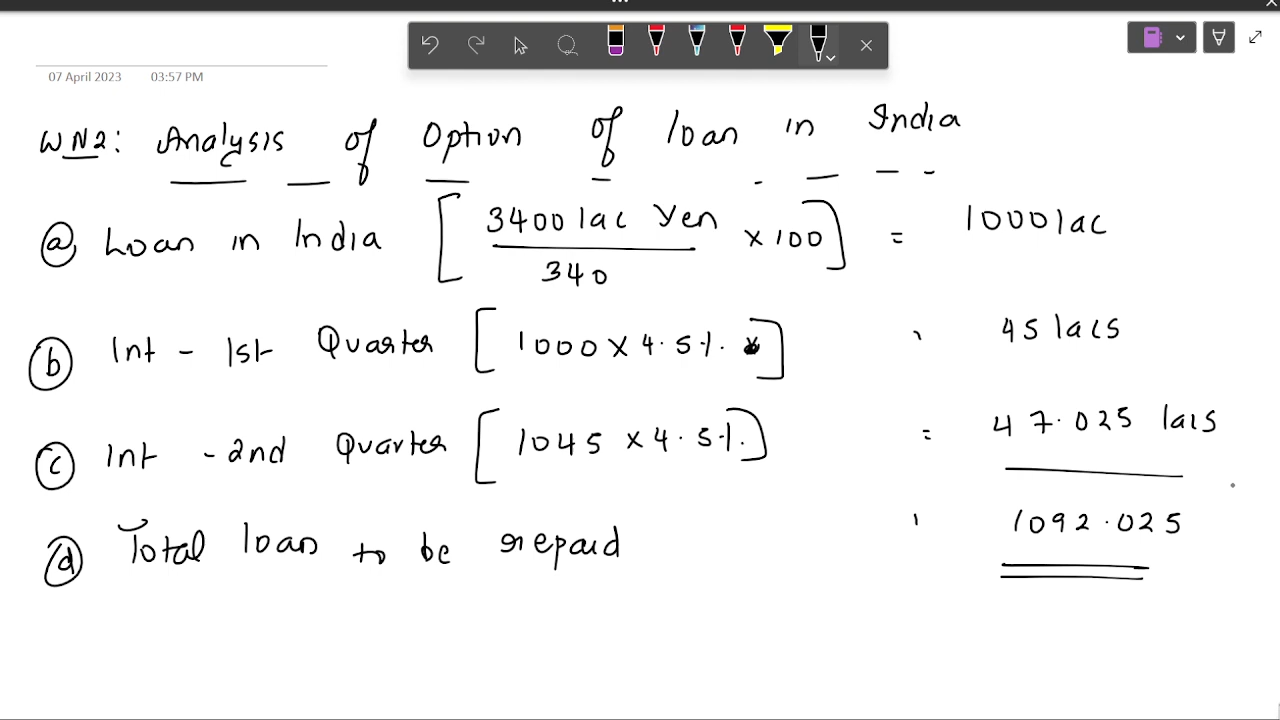 07 April 2023 03:57 PM
WN2: Analysis of Option of loan in India
(a) Loan in India [3400 lac Yen / 340 × 100] = 1000 lac
(b) Int - 1st Quarter [1000 × 4.5%] , 45 lacs
(c) Int - 2nd Quarter [1045 × 4.5%] = 47.025 lacs
(d) Total loan to be repaid , 1092.025